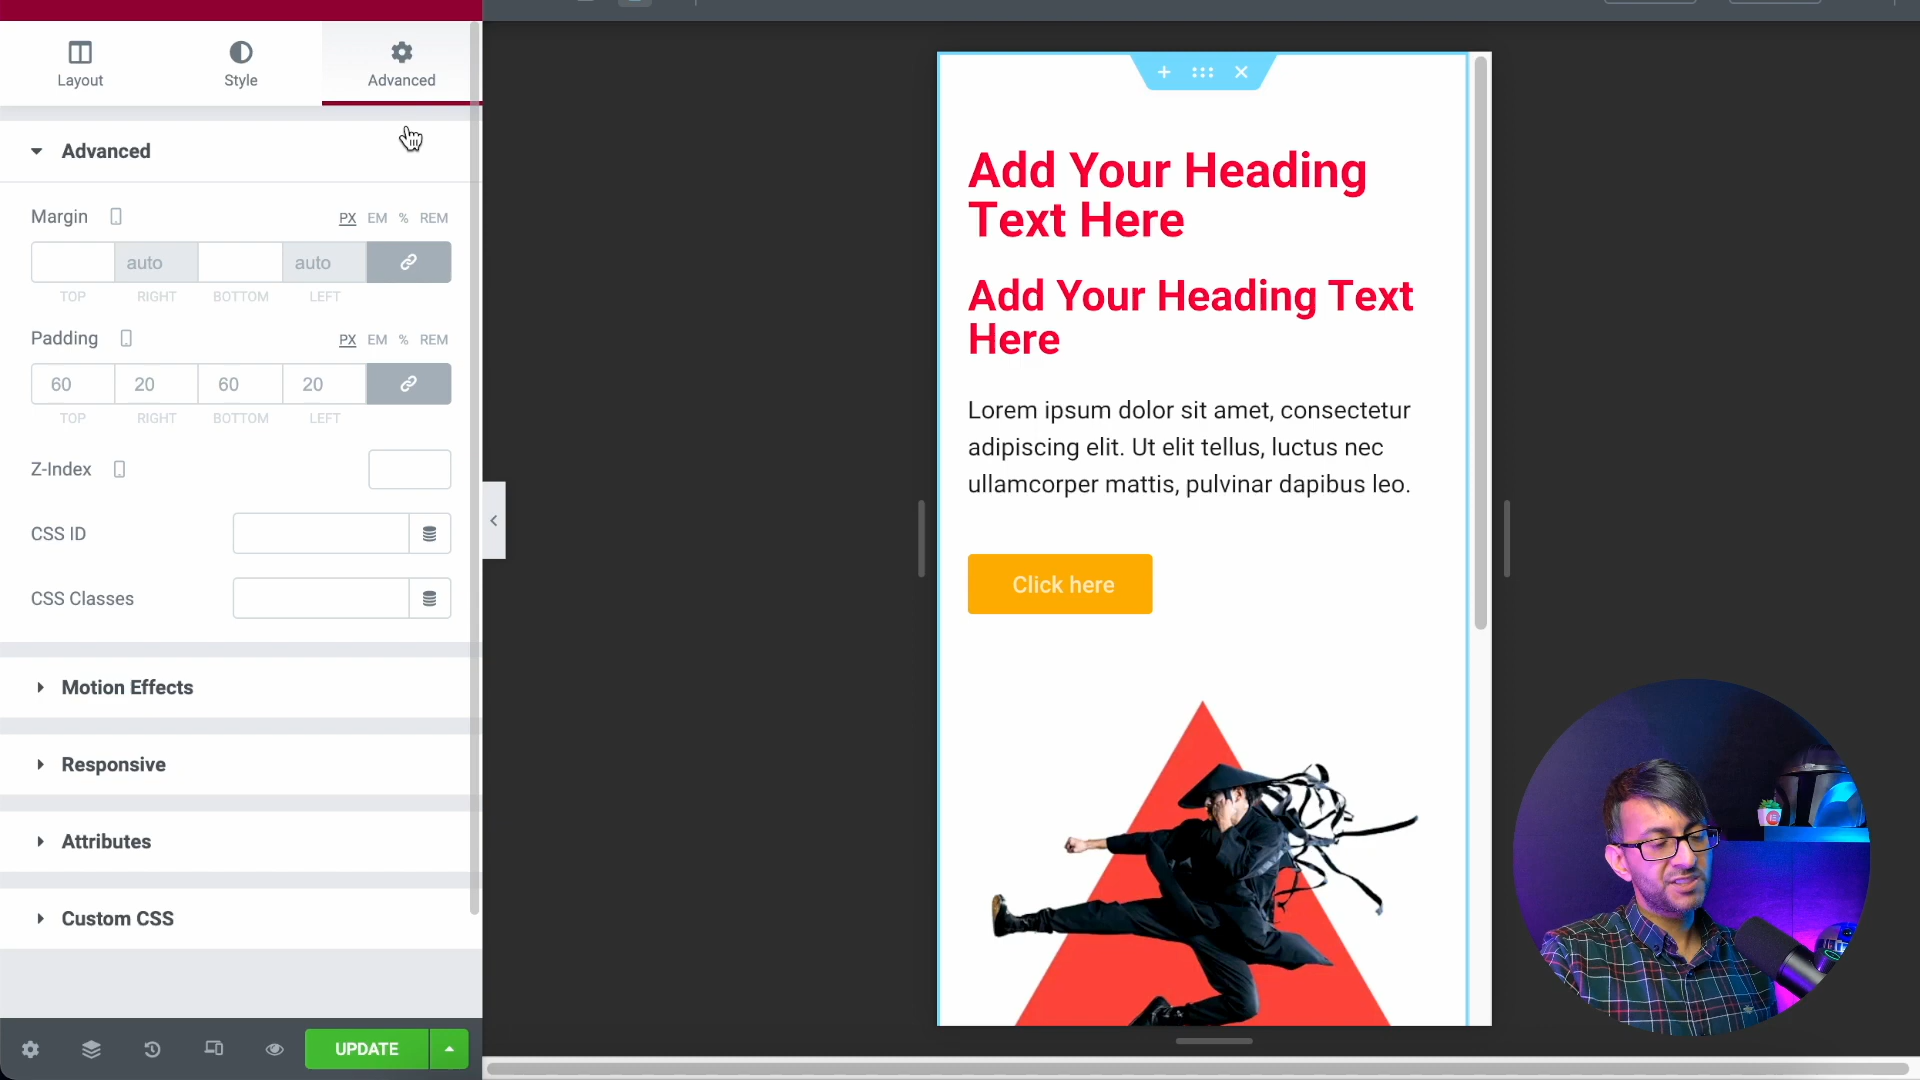 Layout
Style
Advanced
Advanced
Margin
PX EM % REM
auto auto
TOP RIGHT BOTTOM LEFT
Padding
PX EM % REM
60 20 60 20
TOP RIGHT BOTTOM LEFT
Z-Index
CSS ID
CSS Classes
Motion Effects
Responsive
Attributes
Custom CSS
UPDATE
Add Your Heading
Text Here
Add Your Heading Text
Here
Lorem ipsum dolor sit amet, consectetur
adipiscing elit. Ut elit tellus, luctus nec
ullamcorper mattis, pulvinar dapibus leo.
Click here